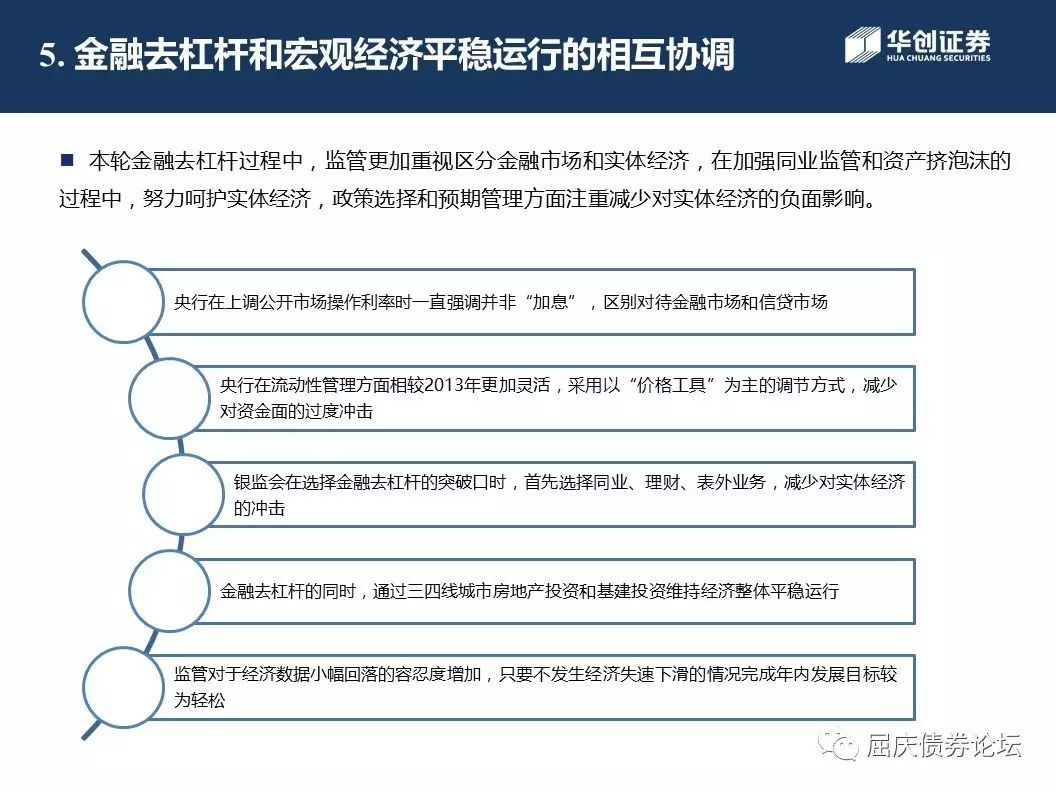 5. 金融去杠杆和宏观经济平稳运行的相互协调
华创证券
HUA CHUANG SECURITIES
■ 本轮金融去杠杆过程中，监管更加重视区分金融市场和实体经济，在加强同业监管和资产挤泡沫的
过程中，努力呵护实体经济，政策选择和预期管理方面注重减少对实体经济的负面影响。
央行在上调公开市场操作利率时一直强调并非“加息”，区别对待金融市场和信贷市场
央行在流动性管理方面相较2013年更加灵活，采用以“价格工具”为主的调节方式，减少
对资金面的过度冲击
银监会在选择金融去杠杆的突破口时，首先选择同业、理财、表外业务，减少对实体经济
的冲击
金融去杠杆的同时，通过三四线城市房地产投资和基建投资维持经济整体平稳运行
监管对于经济数据小幅回落的容忍度增加，只要不发生经济失速下滑的情况完成年内发展目标较
为轻松
屈庆债券论坛